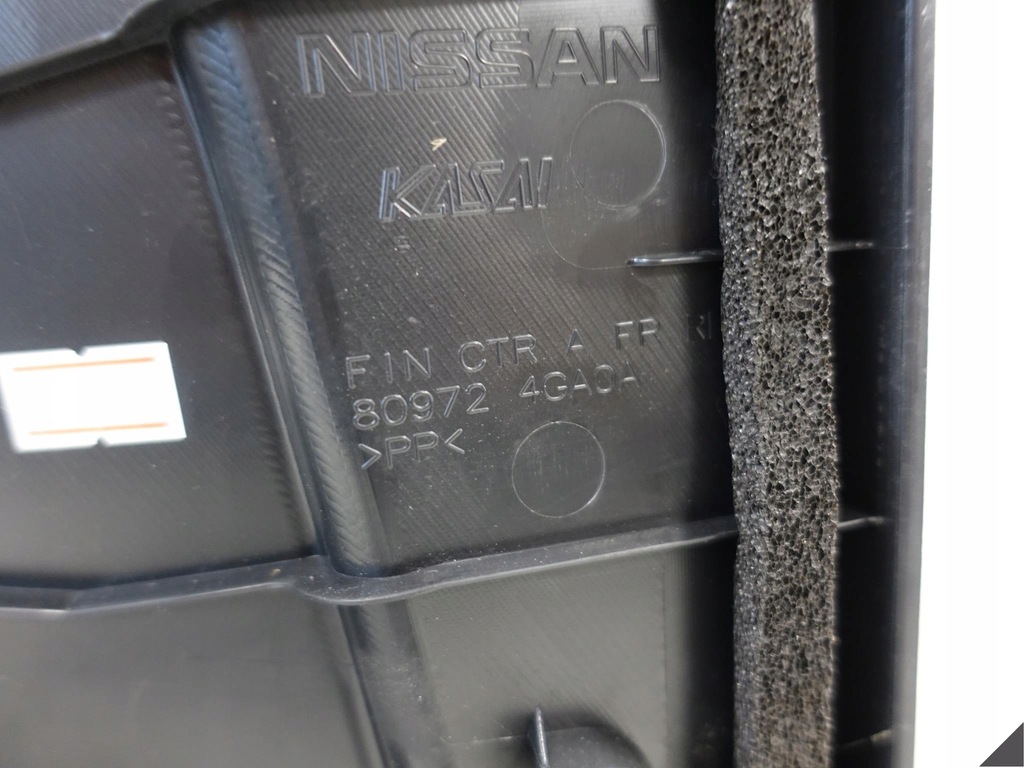 NISSAN
KASAI
E
FIN CTR A FR
80972 4GA0A
>PP<